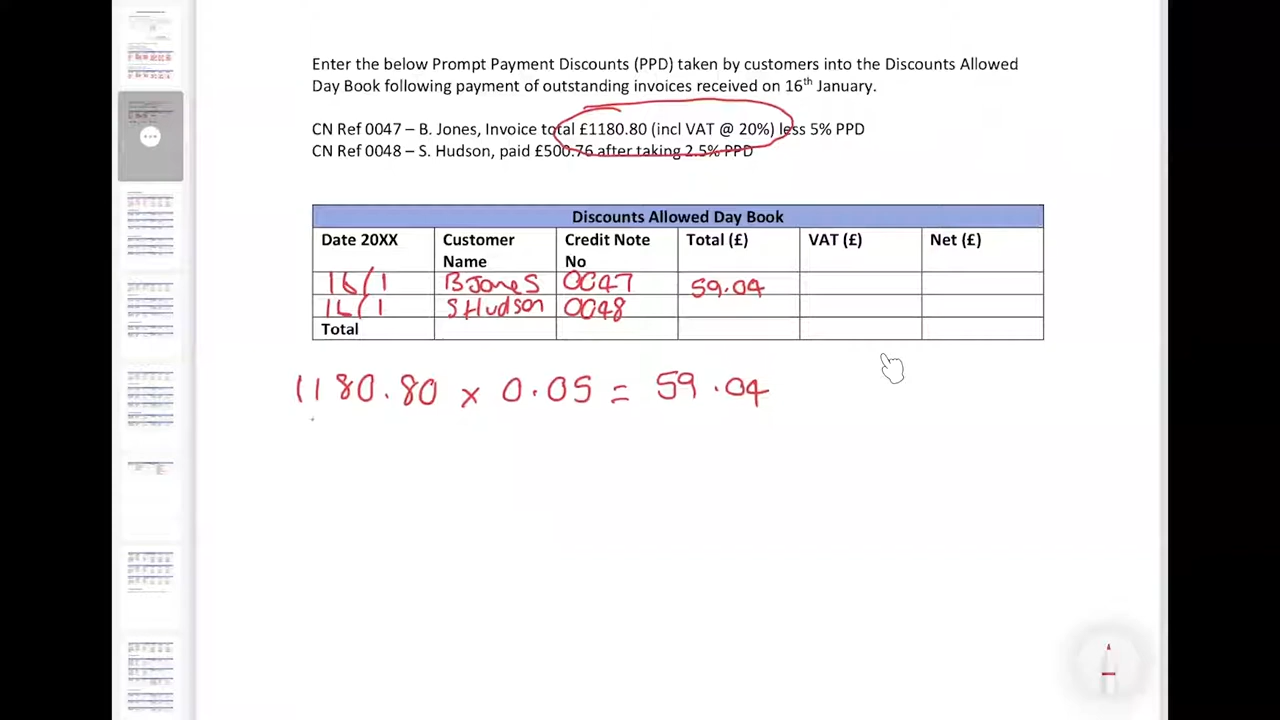 Enter the below Prompt Payment Discounts (PPD) taken by customers into the Discounts Allowed
Day Book following payment of outstanding invoices received on 16th January.
CN Ref 0047 – B. Jones, Invoice total £1180.80 (incl VAT @ 20%) less 5% PPD
CN Ref 0048 – S. Hudson, paid £500.76 after taking 2.5% PPD
Discounts Allowed Day Book
Date 20XX Customer Name Credit Note No Total (£) VAT (£) Net (£)
16/1 B Jones 0047 59.04
16/1 S Hudson 0048
Total
1180.80 x 0.05 = 59.04